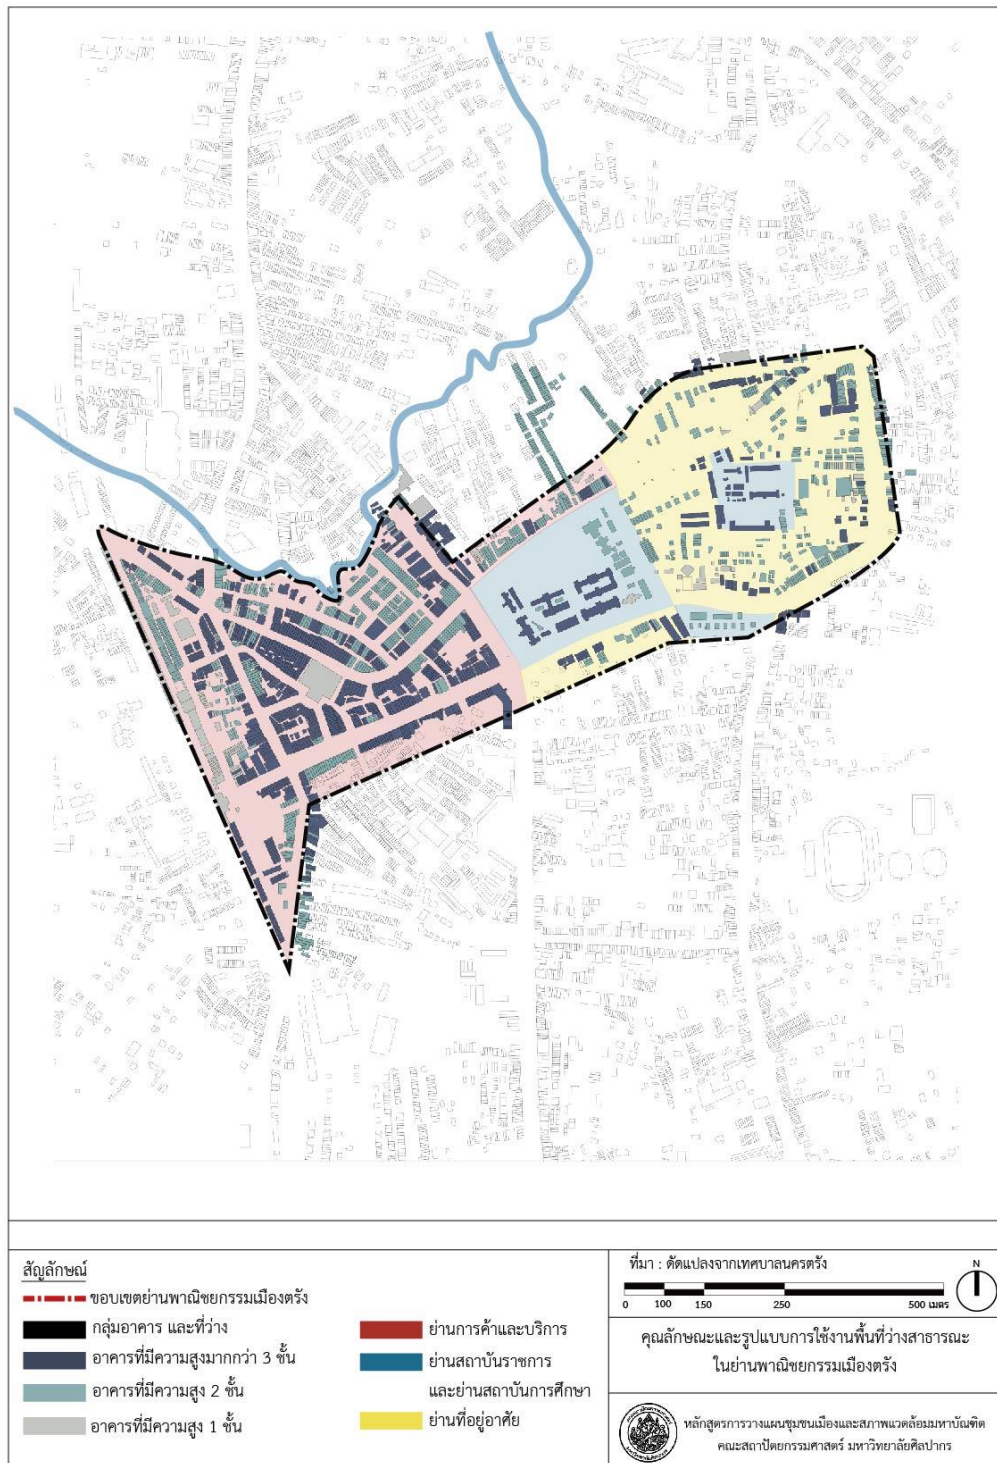 สัญลักษณ์
ขอบเขตย่านพาณิชยกรรมเมืองตรัง
กลุ่มอาคาร และที่ว่าง
อาคารที่มีความสูงมากกว่า 3 ชั้น
อาคารที่มีความสูง 2 ชั้น
อาคารที่มีความสูง 1 ชั้น
ย่านการค้าและบริการ
ย่านสถาบันราชการ
และย่านสถาบันการศึกษา
ย่านที่อยู่อาศัย
ที่มา : ดัดแปลงจากเทศบาลนครตรัง
N
0 100 150 250 500 เมตร
คุณลักษณะและรูปแบบการใช้งานพื้นที่ว่างสาธารณะ
ในย่านพาณิชยกรรมเมืองตรัง
หลักสูตรการวางแผนชุมชนเมืองและสภาพแวดล้อมมหาบัณฑิต
คณะสถาปัตยกรรมศาสตร์ มหาวิทยาลัยศิลปากร